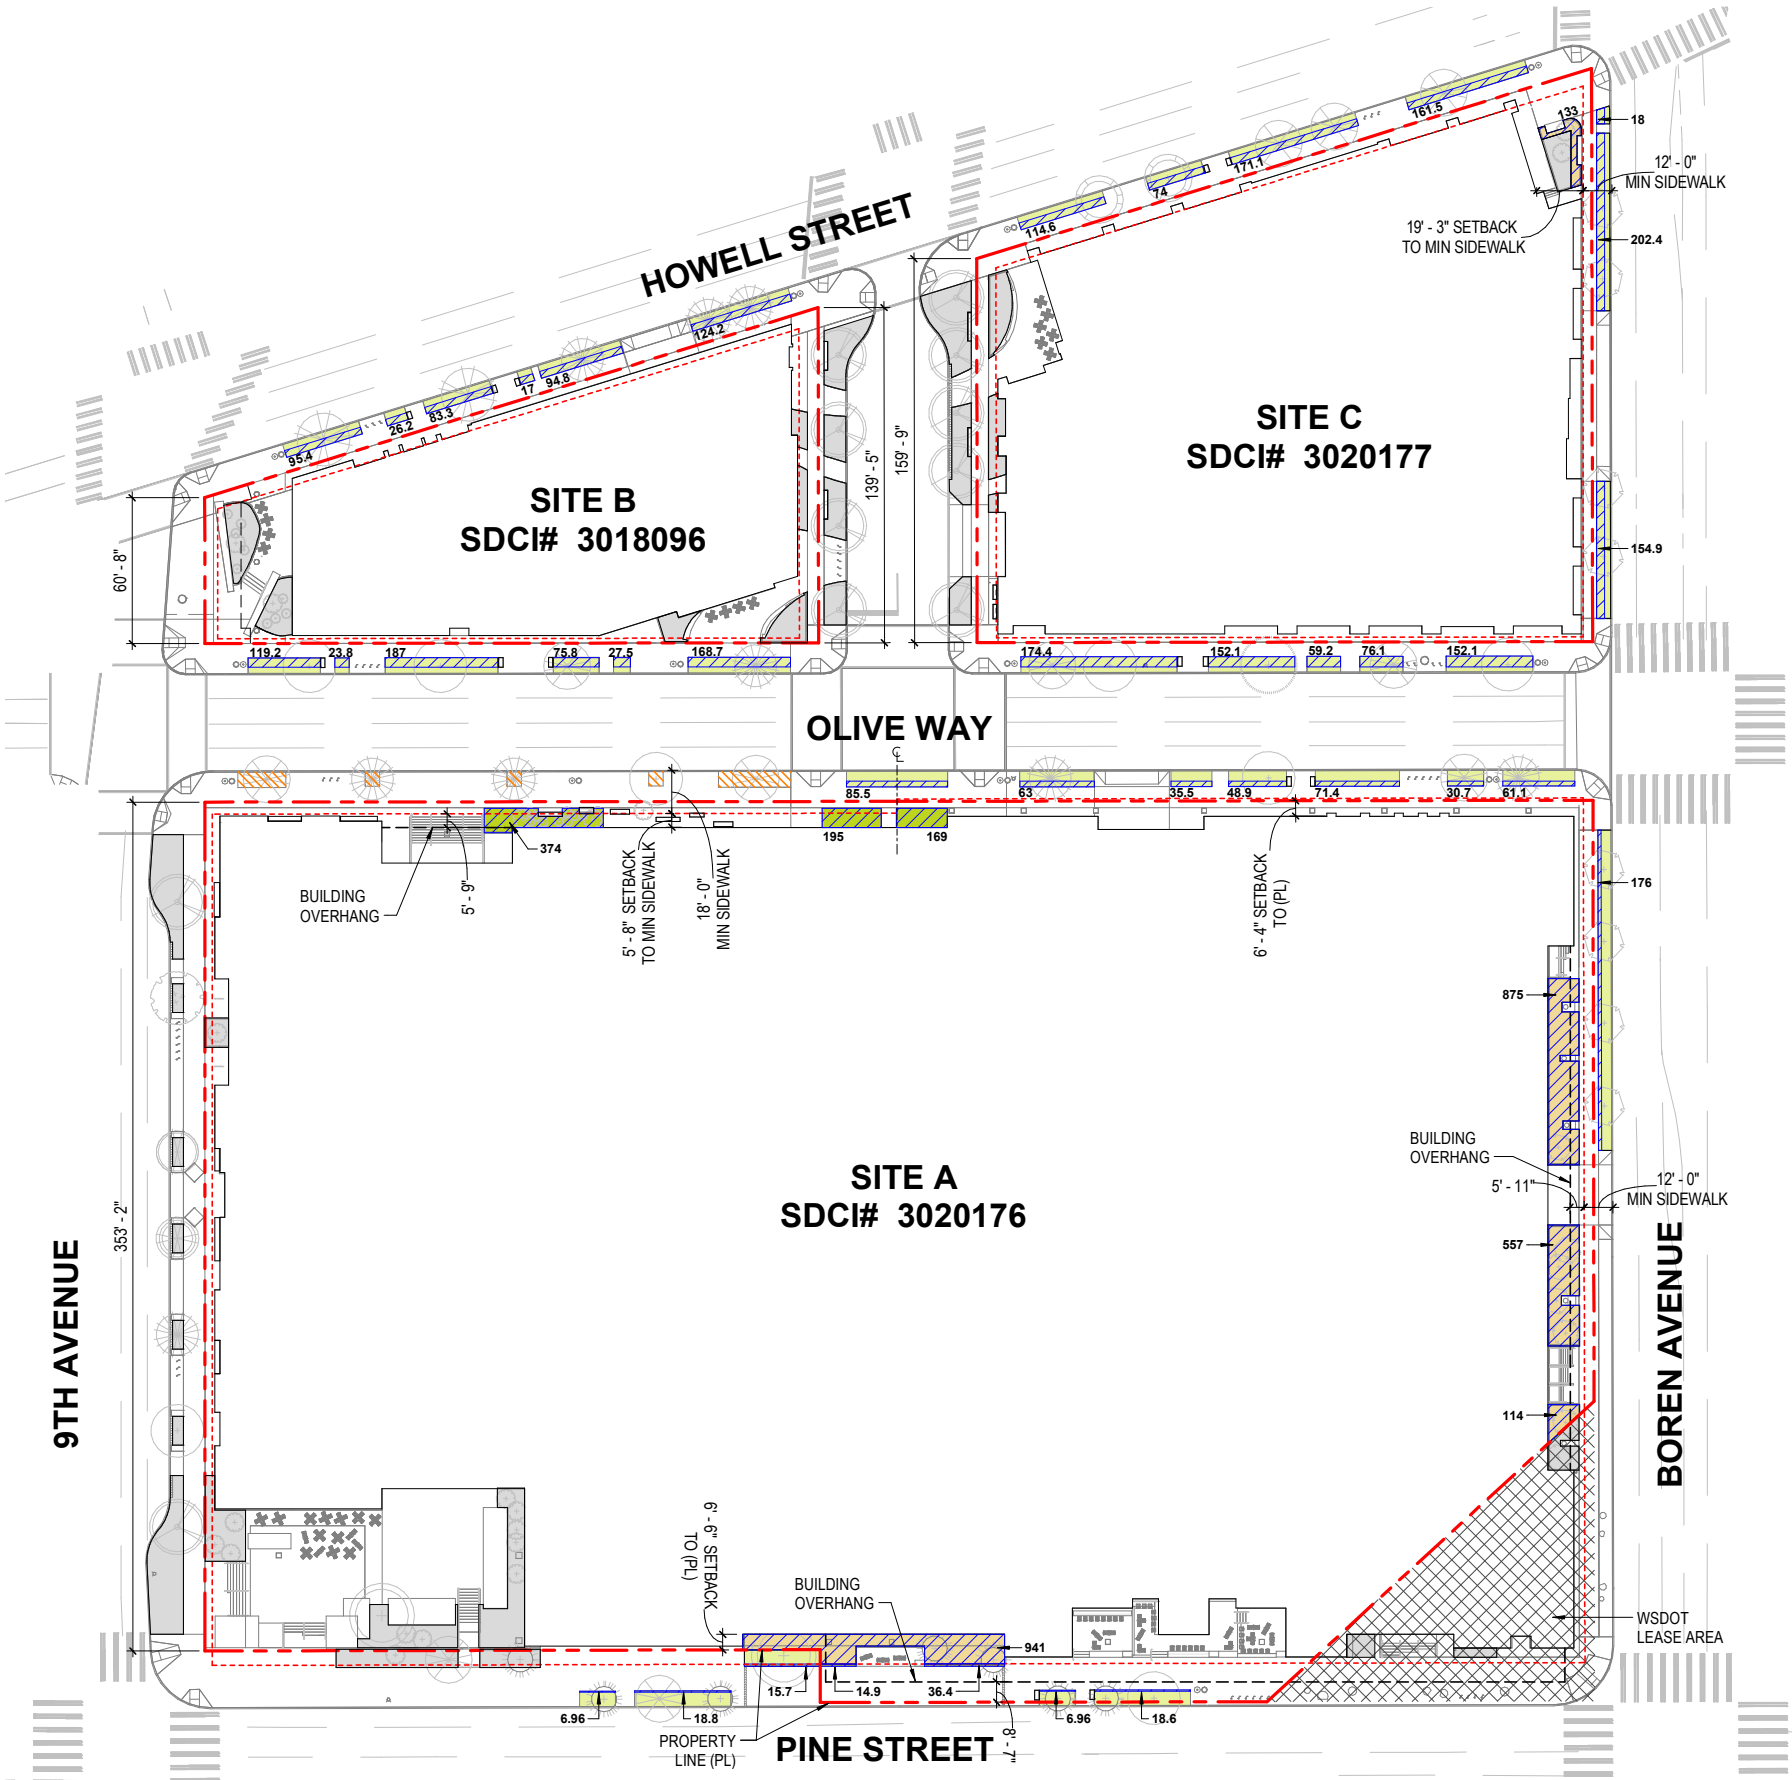 161.5
133
18
171.1
12' - 0"
MIN SIDEWALK
74
HOWELL STREET
114.6
19' - 3" SETBACK
TO MIN SIDEWALK
202.4
124.2
17
94.8
83.3
26.2
95.4
SITE C
SDCI# 3020177
139' - 5"
159' - 9"
SITE B
SDCI# 3018096
60' - 8"
154.9
119.2
23.8
187
75.8
27.5
168.7
174.4
152.1
59.2
76.1
152.1
OLIVE WAY
85.5
63
35.5
48.9
71.4
30.7
61.1
374
195
169
176
BUILDING
OVERHANG
5' - 9"
5' - 8" SETBACK
TO MIN SIDEWALK
18' - 0"
MIN SIDEWALK
6' - 4" SETBACK
TO (PL)
875
BUILDING
OVERHANG
SITE A
SDCI# 3020176
5' - 11"
12' - 0"
MIN SIDEWALK
353' - 2"
557
9TH AVENUE
BOREN AVENUE
114
6' - 6" SETBACK
TO (PL)
BUILDING
OVERHANG
941
WSDOT
LEASE AREA
15.7
14.9
36.4
6.96
18.8
6.96
18.6
PROPERTY
LINE (PL)
PINE STREET
8' - 7"